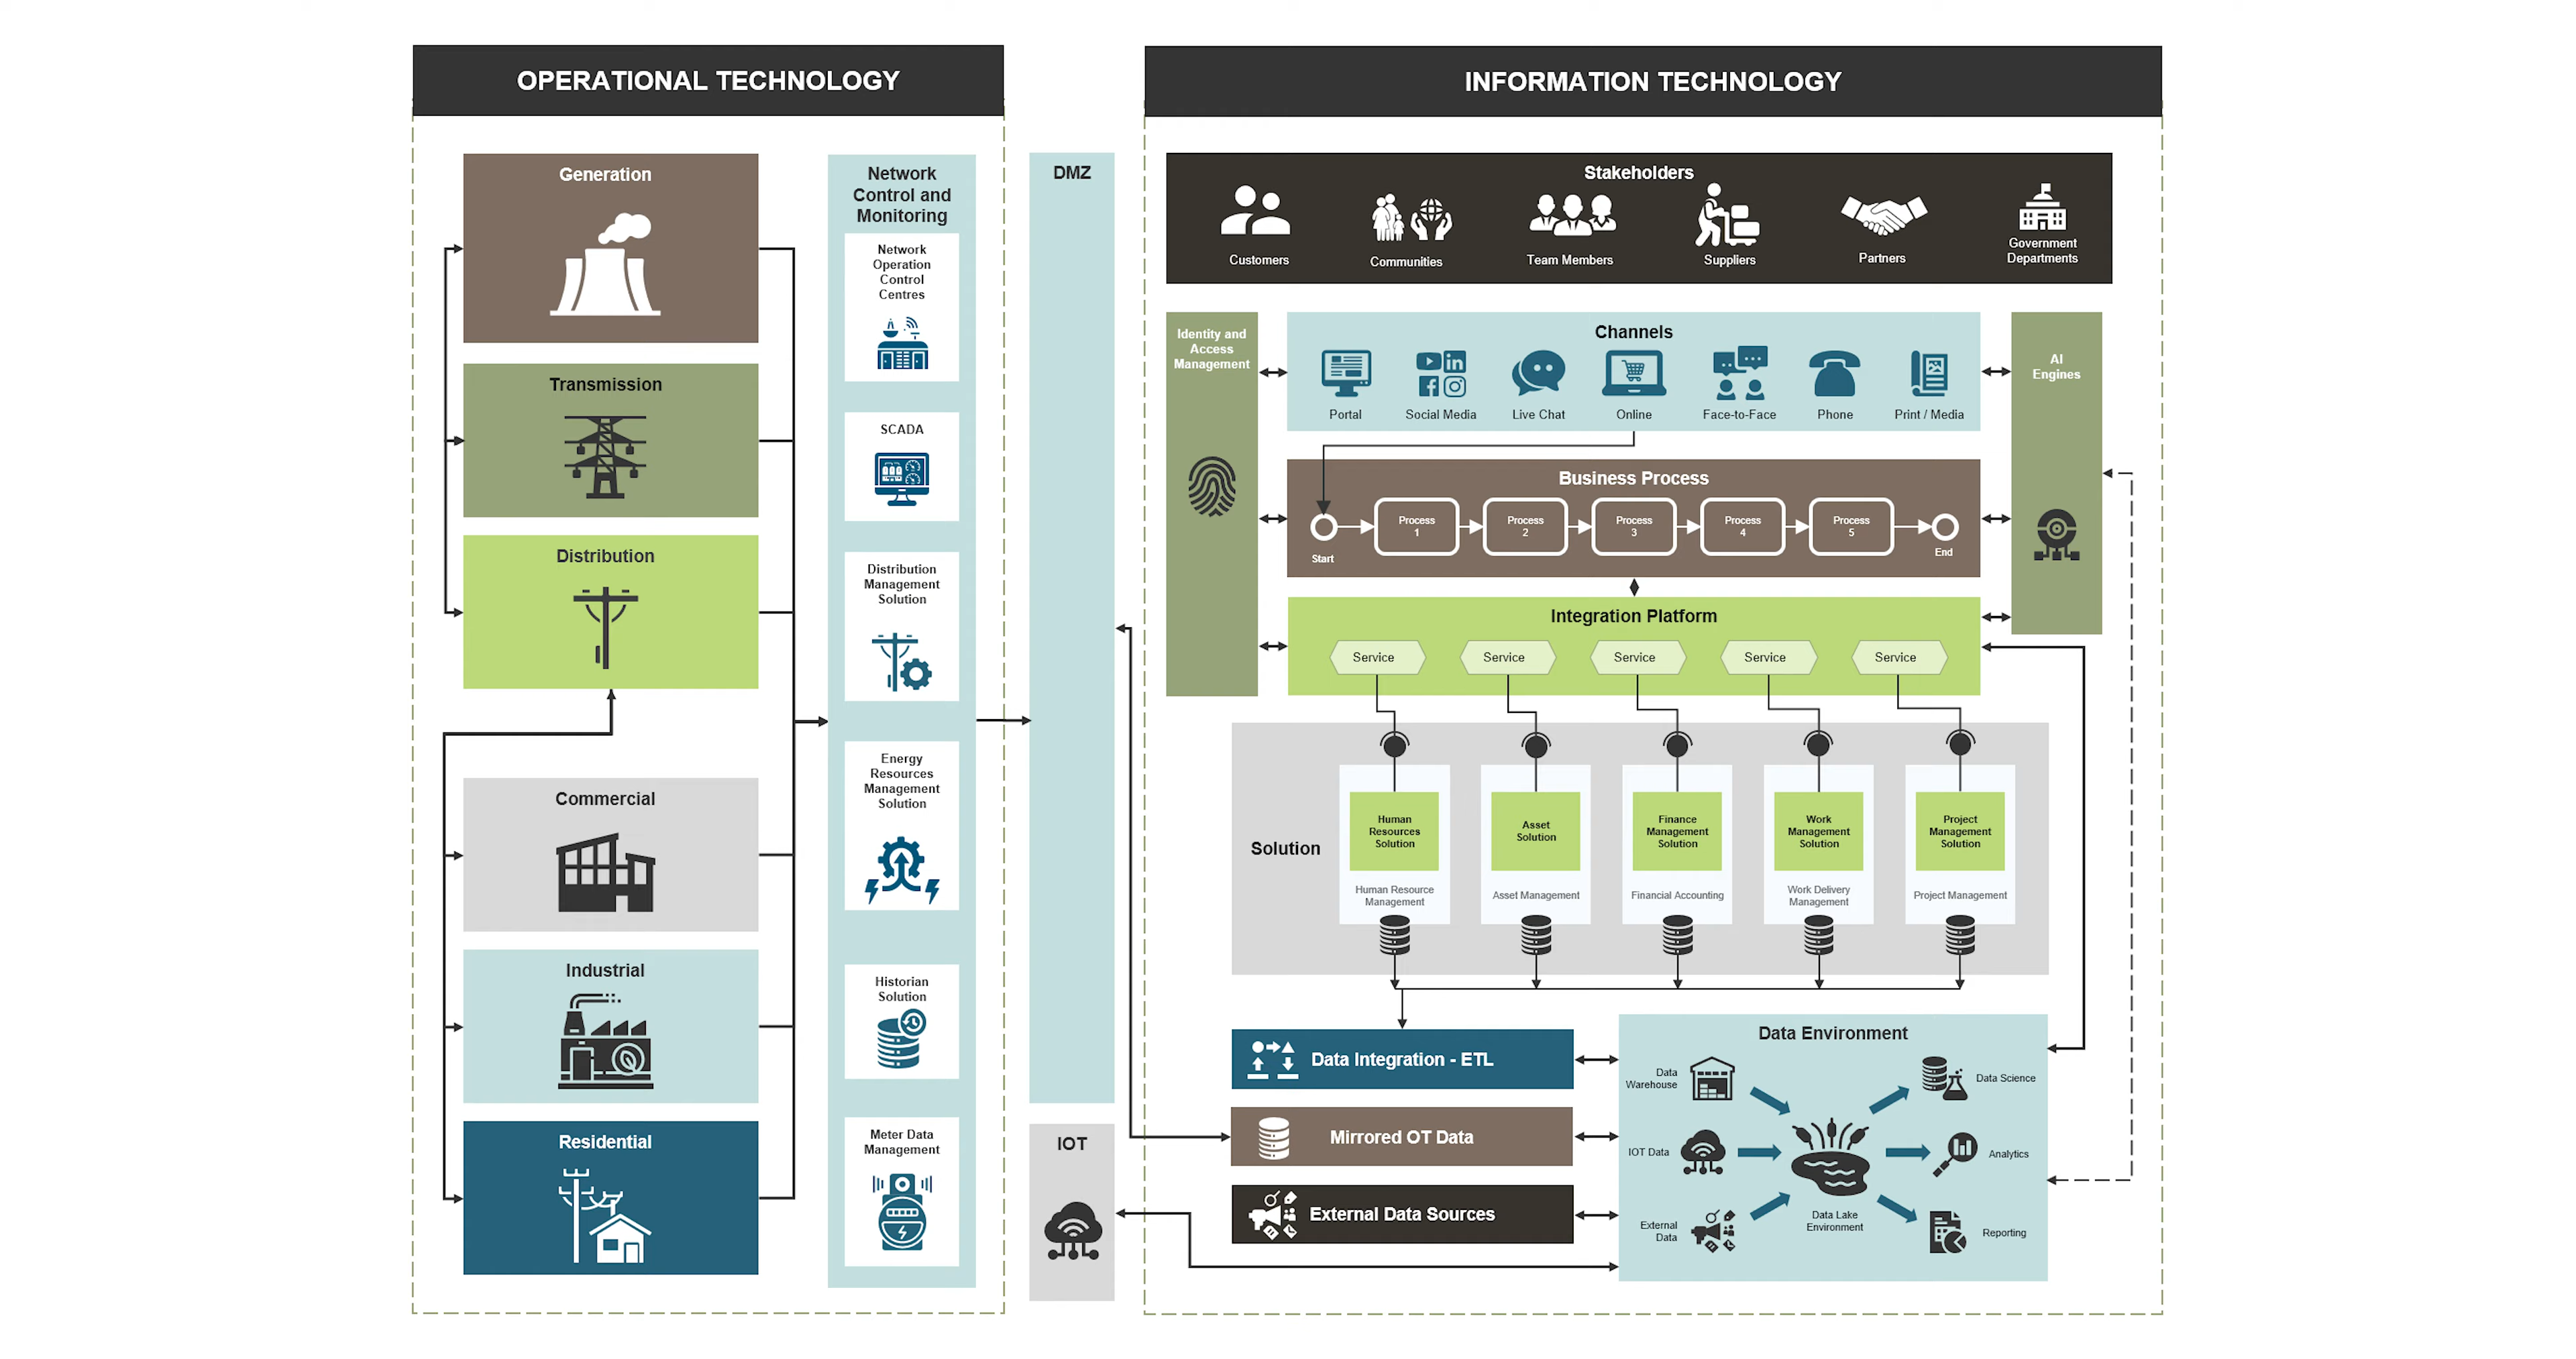 OPERATIONAL TECHNOLOGY
Generation
Transmission
Distribution
Commercial
Industrial
Residential
Network
Control and
Monitoring
Network
Operation
Control
Centres
SCADA
Distribution
Management
Solution
Energy
Resources
Management
Solution
Historian
Solution
Meter Data
Management
DMZ
IOT
INFORMATION TECHNOLOGY
Stakeholders
Customers
Communities
Team Members
Suppliers
Partners
Government
Departments
Identity and
Access
Management
Channels
Portal
Social Media
Live Chat
Online
Face-to-Face
Phone
Print / Media
AI
Engines
Business Process
Start
Process
1
Process
2
Process
3
Process
4
Process
5
End
Integration Platform
Service
Service
Service
Service
Service
Solution
Human
Resources
Solution
Human Resource
Management
Asset
Solution
Asset Management
Finance
Management
Solution
Financial Accounting
Work
Management
Solution
Work Delivery
Management
Project
Management
Solution
Project Management
Data Integration - ETL
Mirrored OT Data
External Data Sources
Data Environment
Data
Warehouse
IOT Data
External
Data
Data Lake
Environment
Data Science
Analytics
Reporting